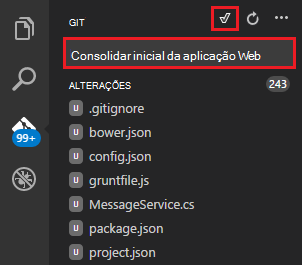 GIT
Consolidar inicial da aplicação Web
ALTERAÇÕES 243
U .gitignore
U bower.json
99+
U config.json
U gruntfile.js
U MessageService.cs
U package.json
U project.json